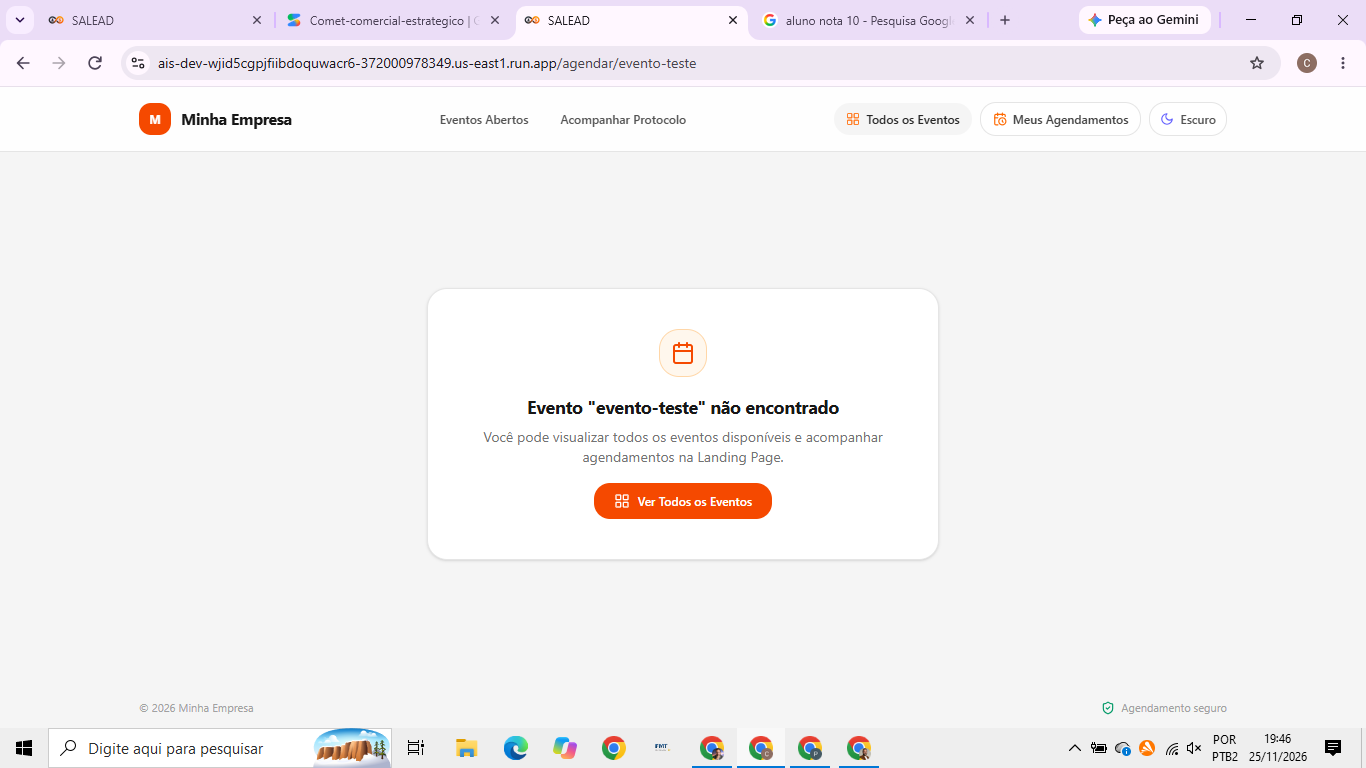 SALEAD
Comet-comercial-estrategico | G
SALEAD
aluno nota 10 - Pesquisa Google
Peça ao Gemini
ais-dev-wjid5cgpjfiibdoquwacr6-372000978349.us-east1.run.app/agendar/evento-teste
C
M
Minha Empresa
Eventos Abertos
Acompanhar Protocolo
Todos os Eventos
Meus Agendamentos
Escuro
Evento "evento-teste" não encontrado
Você pode visualizar todos os eventos disponíveis e acompanhar
agendamentos na Landing Page.
Ver Todos os Eventos
© 2026 Minha Empresa
Agendamento seguro
Digite aqui para pesquisar
FMT
C
P
POR
PTB2
19:46
25/11/2026